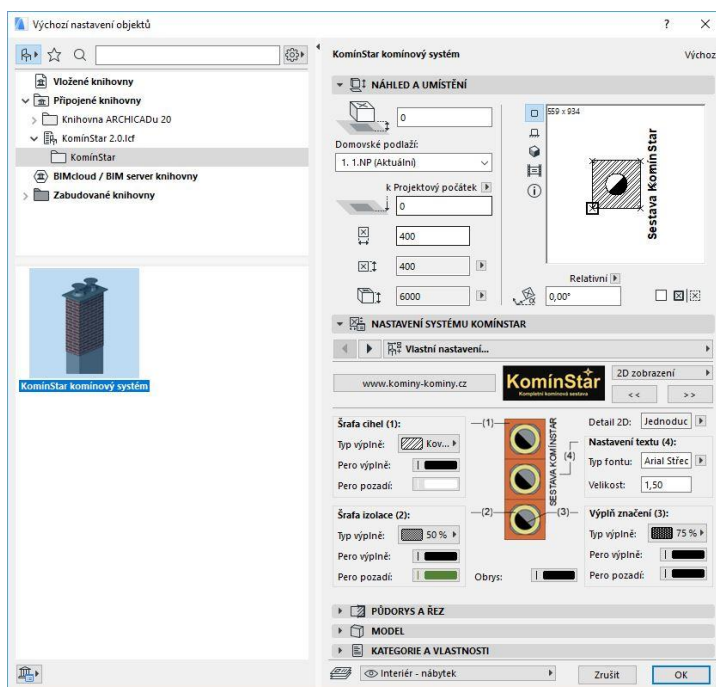 Výchozí nastavení objektů
? X
Vložené knihovny
Připojené knihovny
Knihovna ARCHICADu 20
KomínStar 2.0.lcf
KomínStar
BIMcloud / BIM server knihovny
Zabudované knihovny
KomínStar komínový systém
KomínStar komínový systém
Výchoz
NÁHLED A UMÍSTĚNÍ
0
Domovské podlaží:
1. 1.NP (Aktuální)
k Projektový počátek
0
400
400
6000
559 x 934
Sestava KomínStar
Relativní
0,00°
NASTAVENÍ SYSTÉMU KOMÍNSTAR
Vlastní nastavení...
www.kominy-kominy.cz
KomínStar
Kompletní komínová sestava
2D zobrazení
<< >>
Šrafa cihel (1):
Typ výplně: Kov...
Pero výplně:
Pero pozadí:
Šrafa izolace (2):
Typ výplně: 50 %
Pero výplně:
Pero pozadí:
(1)
(2)
(3)
(4)
SESTAVA KOMÍNSTAR
Obrys:
Detail 2D: Jednoduc
Nastavení textu (4):
Typ fontu: Arial Střec
Velikost: 1,50
Výplň značení (3):
Typ výplně: 75 %
Pero výplně:
Pero pozadí:
PŮDORYS A ŘEZ
MODEL
KATEGORIE A VLASTNOSTI
Interiér - nábytek
Zrušit
OK